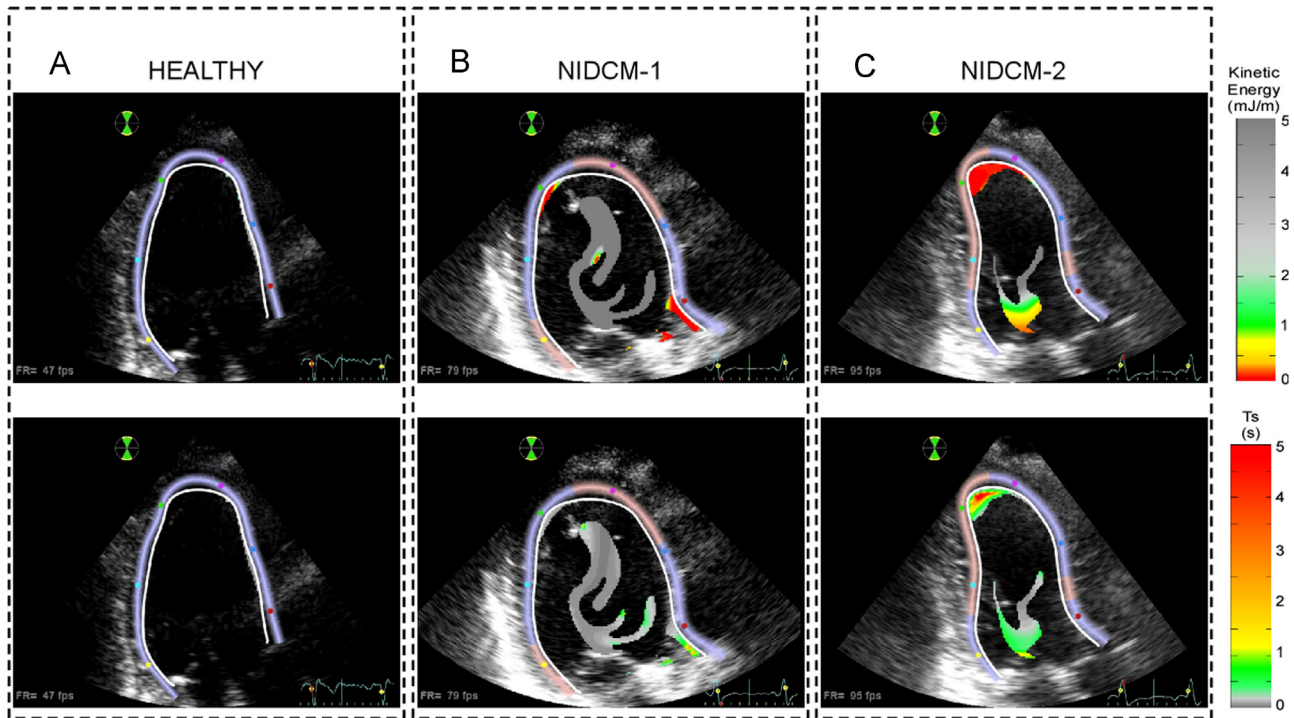 A
HEALTHY
B
NIDCM-1
C
NIDCM-2
Kinetic
Energy
(mJ/m)
5
4
3
2
1
0
FR= 47 fps
FR= 79 fps
FR= 95 fps
Ts
(s)
5
4
3
2
1
0
FR= 47 fps
FR= 79 fps
FR= 95 fps